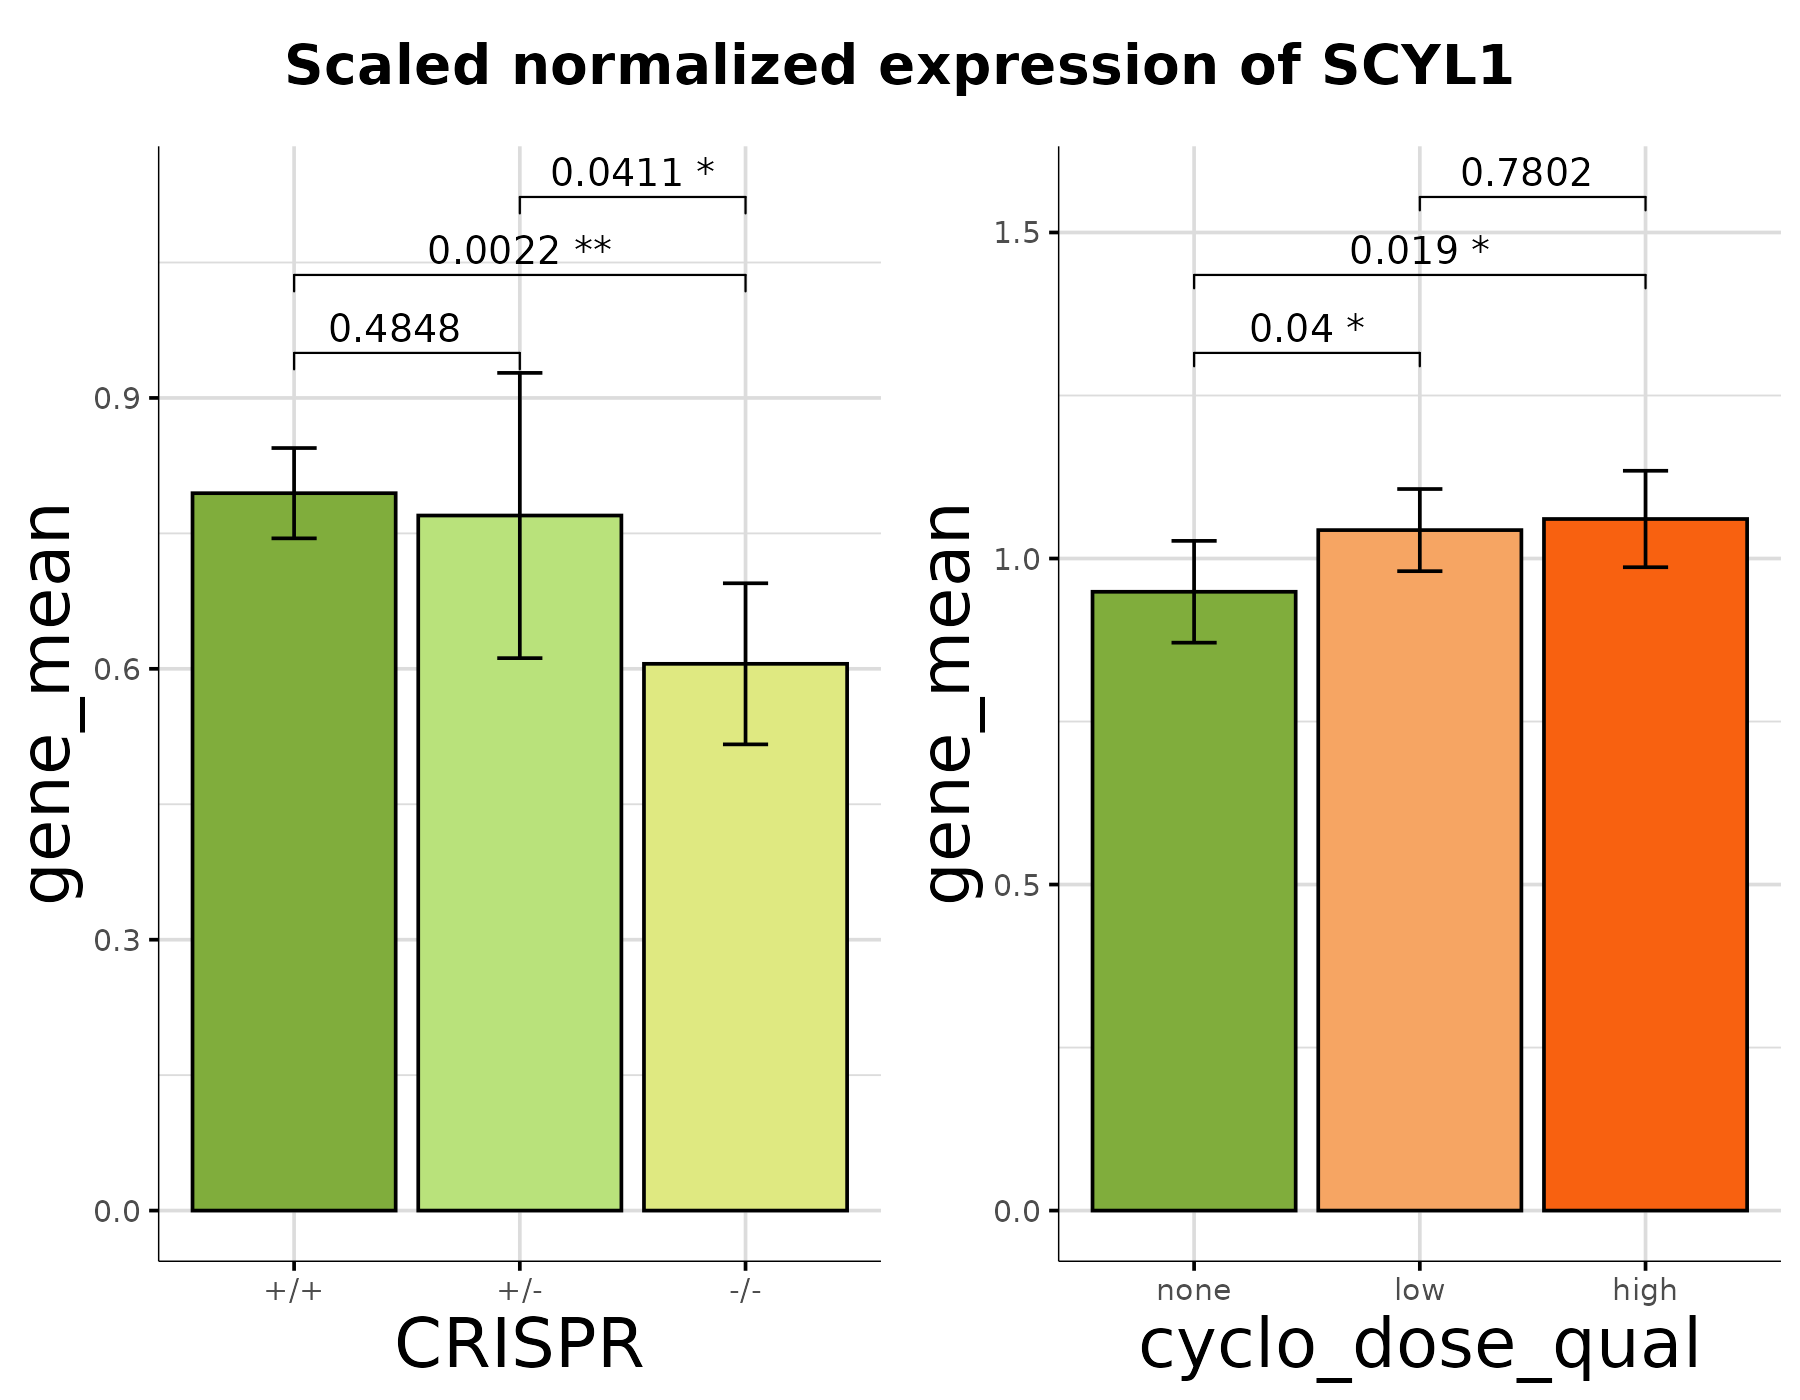 Scaled normalized expression of SCYL1
gene_mean
0.9
0.6
0.3
0.0
0.0411 *
0.0022 **
0.4848
+/+
+/-
-/-
CRISPR
gene_mean
1.5
1.0
0.5
0.0
0.7802
0.019 *
0.04 *
none
low
high
cyclo_dose_qual